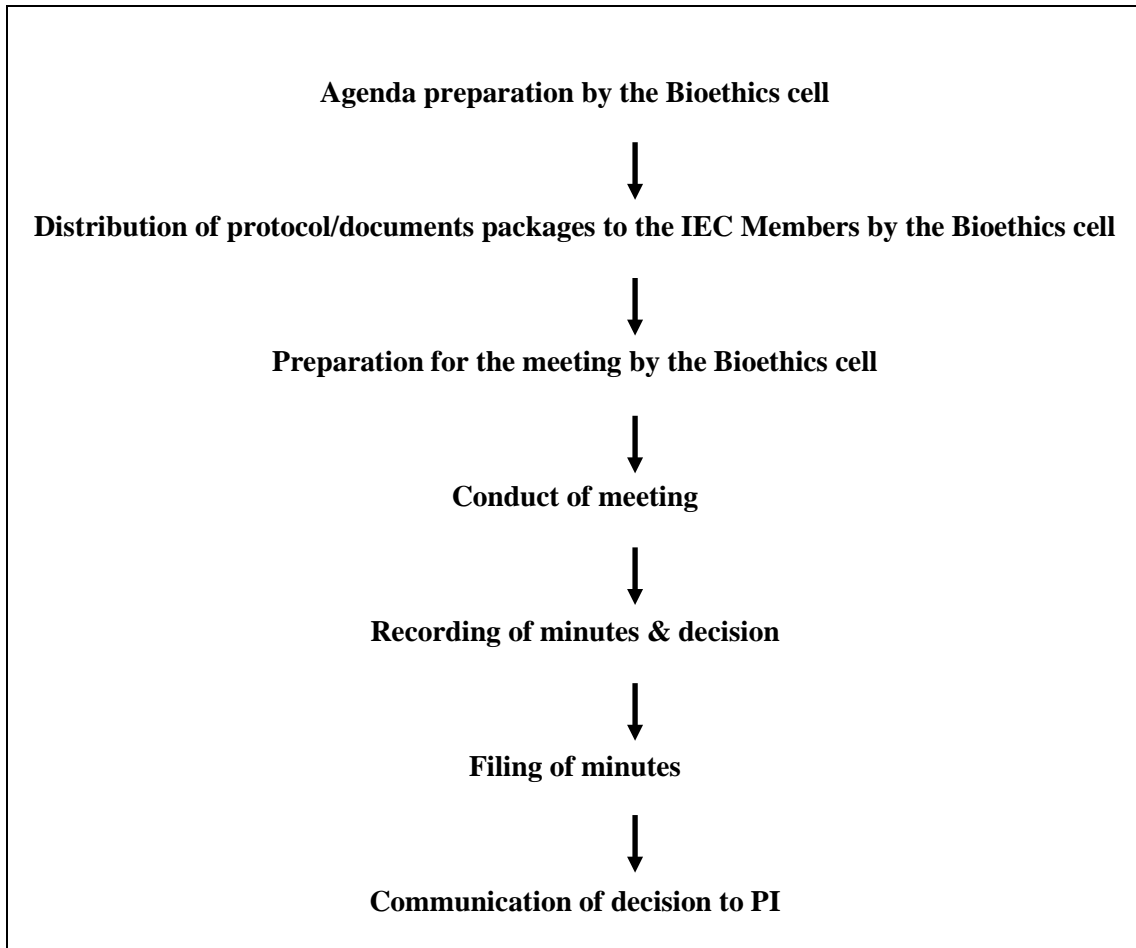 Agenda preparation by the Bioethics cell
Distribution of protocol/documents packages to the IEC Members by the Bioethics cell
Preparation for the meeting by the Bioethics cell
Conduct of meeting
Recording of minutes & decision
Filing of minutes
Communication of decision to PI